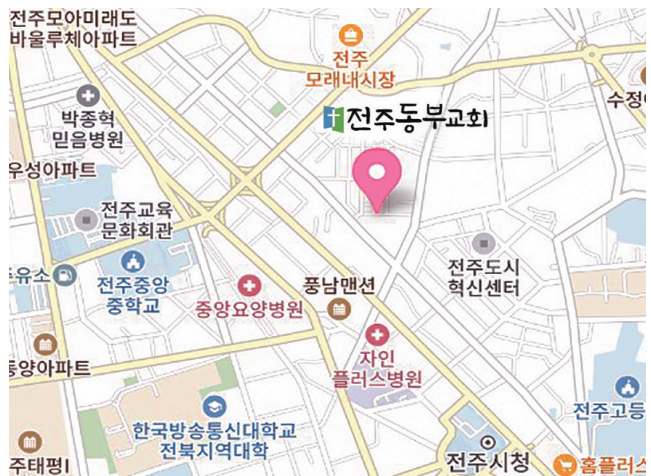 전주모아미래도
바울루체아파트
전주
모래내시장
박종혁
믿음병원
전주동부교회
수정아
우성아파트
전주교육
문화회관
전주도시
혁신센터
주유소
전주중앙
중학교
중앙요양병원
풍남맨션
자인
플러스병원
동양아파트
한국방송통신대학교
전북지역대학
전주고등
전주시청
주태평I
홈플러스